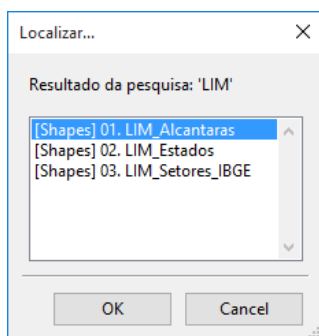 Localizar...
Resultado da pesquisa: 'LIM'
[Shapes] 01. LIM_Alcantaras
[Shapes] 02. LIM_Estados
[Shapes] 03. LIM_Setores_IBGE
OK
Cancel